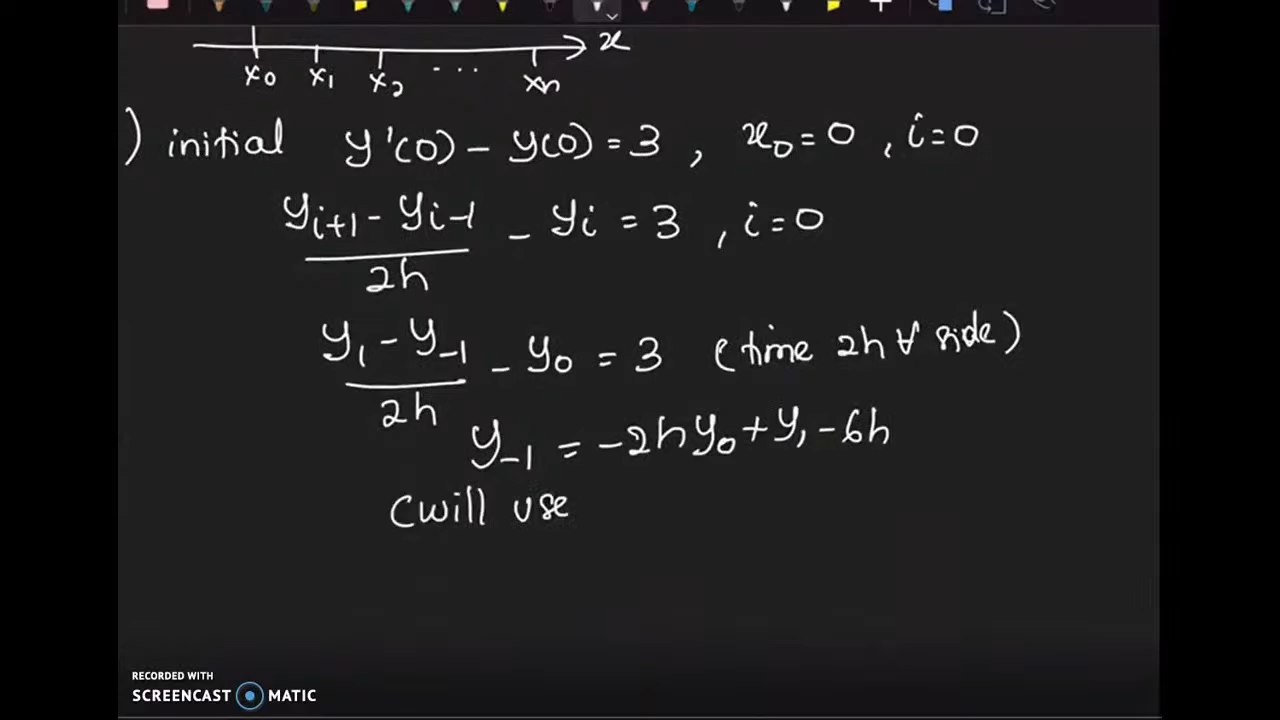 x
x₀ x₁ x₂ ... xn
) initial y'(0) - y(0) = 3 , x₀ = 0 , i = 0
(yᵢ₊₁ - yᵢ₋₁)/2h - yᵢ = 3 , i = 0
(y₁ - y₋₁)/2h - y₀ = 3 (time 2h ∀ side)
y₋₁ = -2hy₀ + y₁ - 6h
(will use
RECORDED WITH
SCREENCAST MATIC